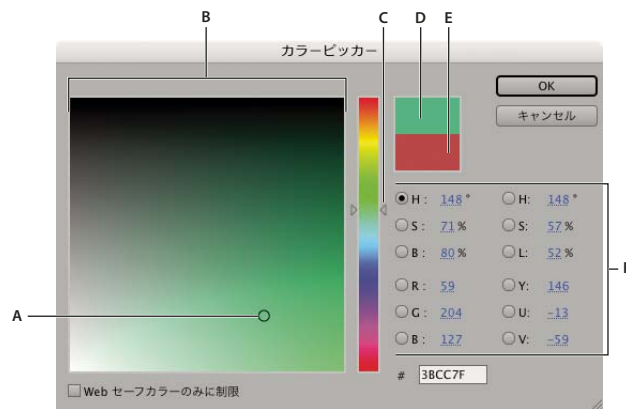 B
C
D
E
カラーピッカー
OK
キャンセル
H : 148 °
H: 148 °
S : 71 %
S: 57 %
B : 80 %
L: 52 %
R : 59
Y: 146
G : 204
U: -13
B : 127
V: -59
A
# 3BCC7F
Web セーフカラーのみに制限